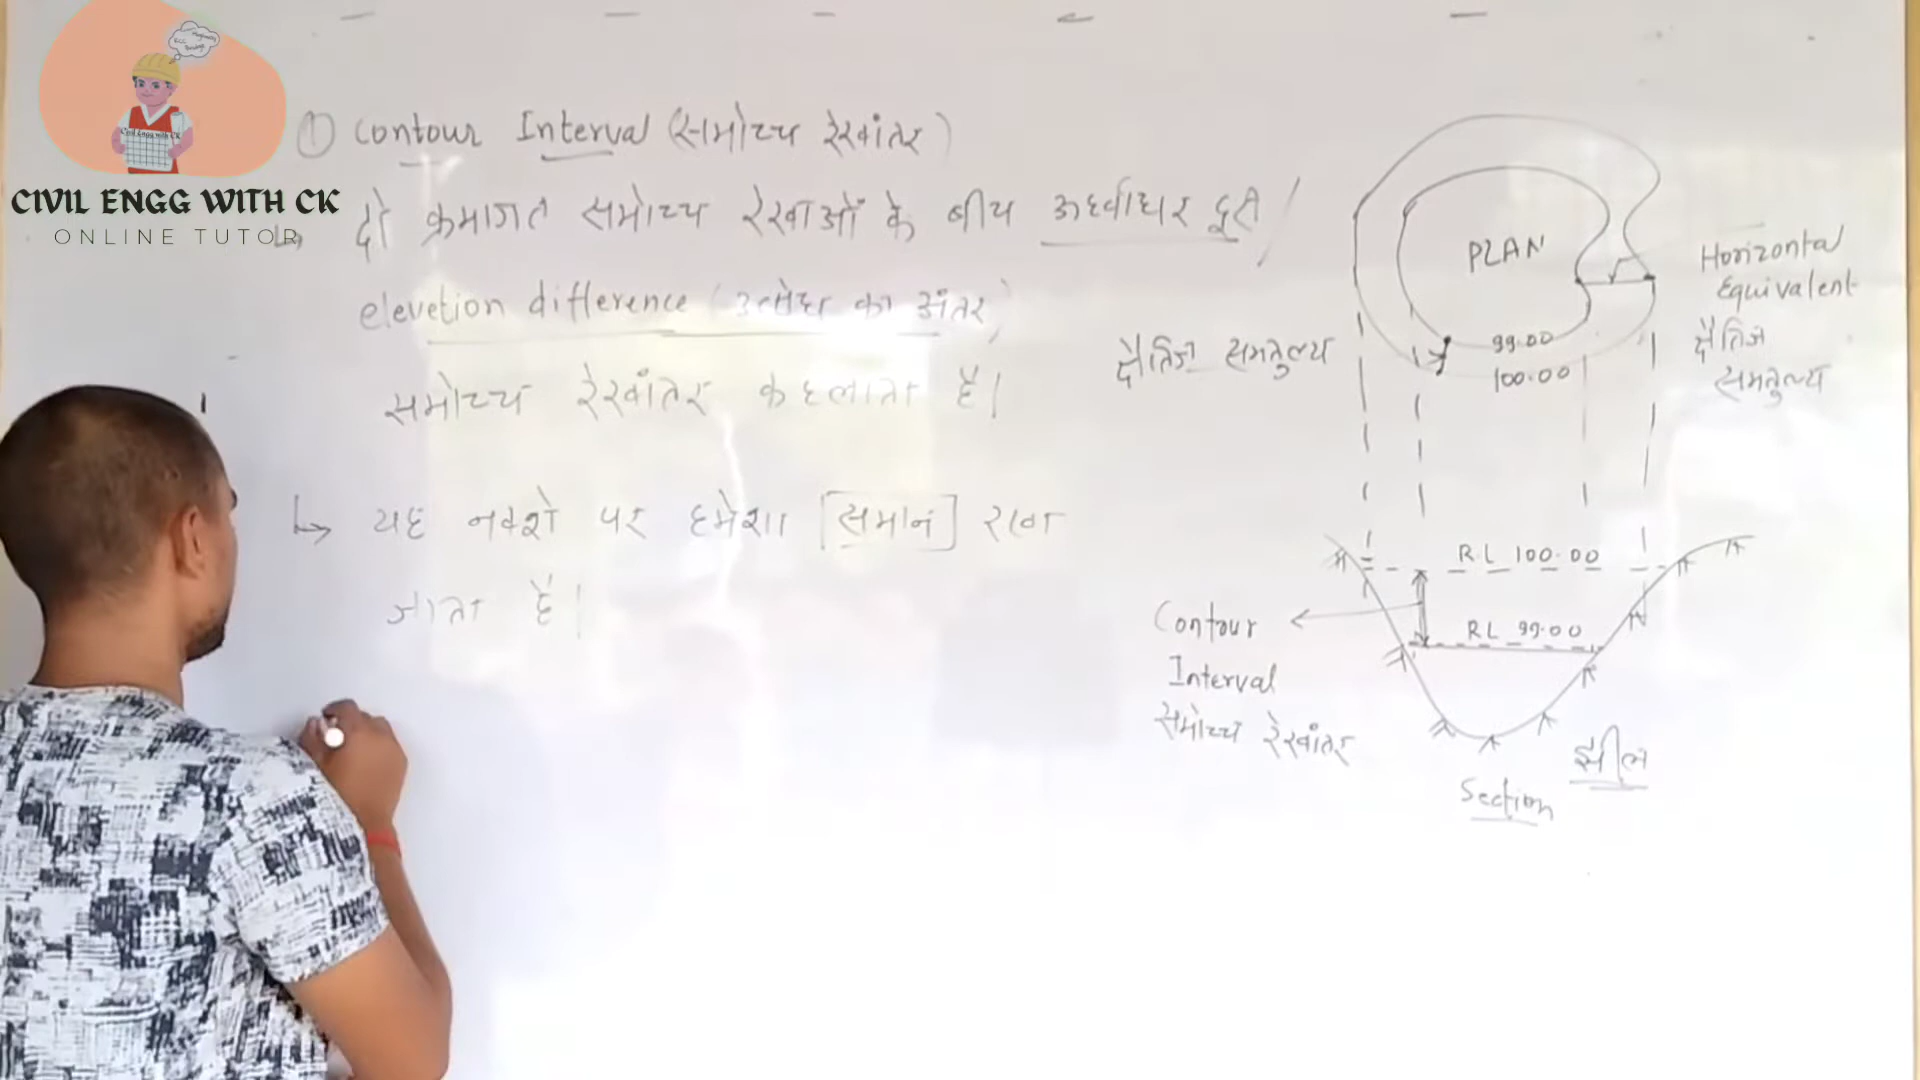 CIVIL ENGG WITH CK
ONLINE TUTOR
① Contour Interval (समोच्च रेखांतर)
दो क्रमागत समोच्च रेखाओं के बीच ऊर्ध्वाधर दूरी /
elevetion difference (उत्सेध का अंतर)
समोच्च रेखांतर कहलाता है।
↳ यह नक्शे पर हमेशा [समान] रखा
जाता है।
PLAN
99.00
100.00
Horizontal
Equivalent
क्षैतिज
समतुल्य
क्षैतिज समतुल्य
R.L 100.00
RL 99.00
Contour
Interval
समोच्च रेखांतर
झील
Section